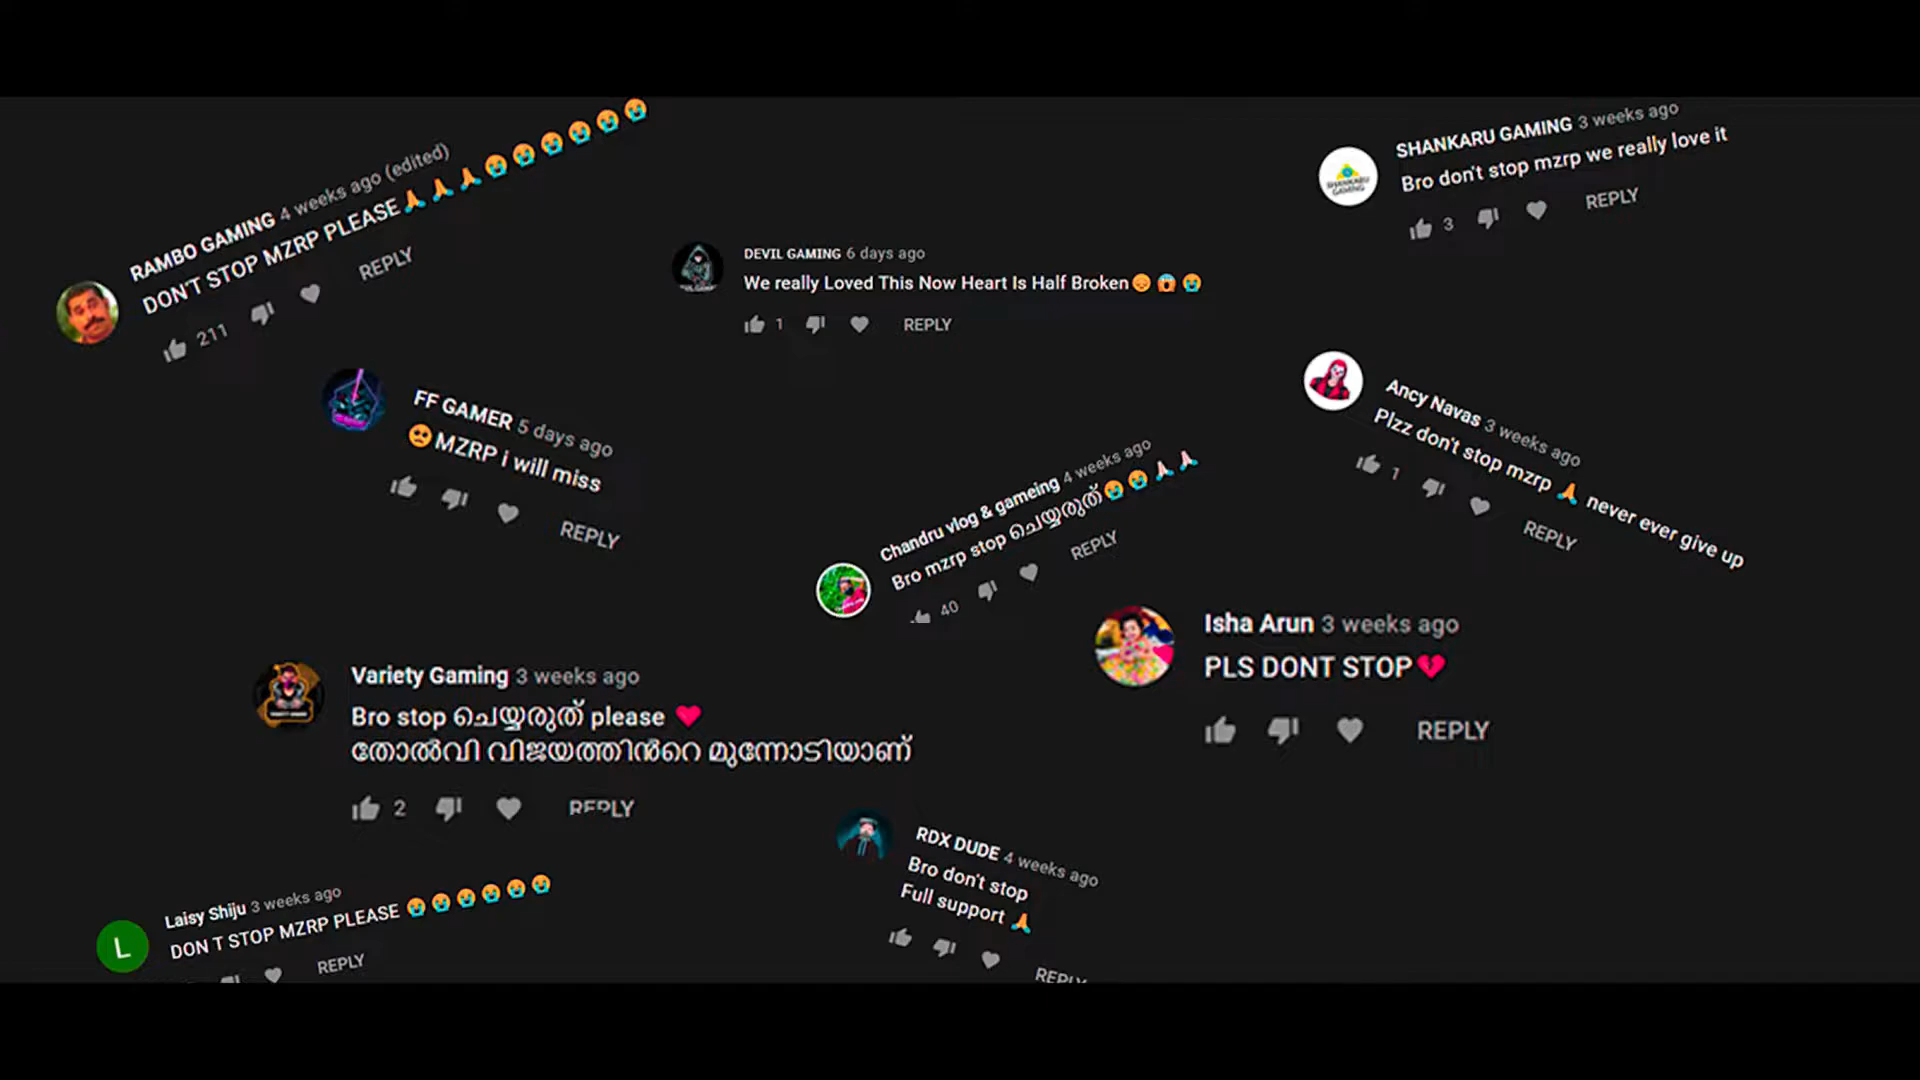 RAMBO GAMING 4 weeks ago (edited)
DON'T STOP MZRP PLEASE🙏🙏🙏😭😭😭😭😭😭
211
REPLY
SHANKARU GAMING 3 weeks ago
Bro don't stop mzrp we really love it
3
REPLY
SHANKARU
GAMING
DEVIL GAMING 6 days ago
We really Loved This Now Heart Is Half Broken😔😱😭
1
REPLY
FF GAMER 5 days ago
🥺MZRP i will miss
REPLY
Ancy Navas 3 weeks ago
Plzz don't stop mzrp 🙏 never ever give up
1
REPLY
Chandru vlog & gameing 4 weeks ago
Bro mzrp stop ചെയ്യരുത്😭😭🙏🏻🙏🏻
40
REPLY
Isha Arun 3 weeks ago
PLS DONT STOP💔
REPLY
Variety Gaming 3 weeks ago
Bro stop ചെയ്യരുത് please ❤️
തോൽവി വിജയത്തിൻറെ മുന്നോടിയാണ്
2
REPLY
RDX DUDE 4 weeks ago
Bro don't stop
Full support 🙏
REPLY
L
Laisy Shiju 3 weeks ago
DON T STOP MZRP PLEASE 😭😭😭😭😭😭
REPLY